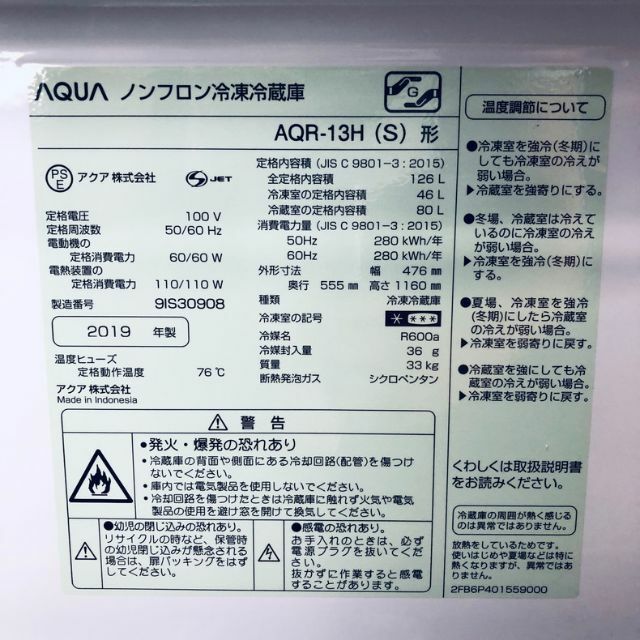 AQUA ノンフロン冷凍冷蔵庫
G
AQR-13H (S) 形
PS
E
アクア 株式会社
S JET
定格電圧 100 V
定格周波数 50/60 Hz
電動機の
定格消費電力 60/60 W
電熱装置の
定格消費電力 110/110 W
製造番号 9IS30908
2019 年製
温度ヒューズ
定格動作温度 76℃
アクア 株式会社
Made in Indonesia
定格内容積 (JIS C 9801-3 : 2015)
全定格内容積 126 L
冷凍室の定格内容積 46 L
冷蔵室の定格内容積 80 L
消費電力量 (JIS C 9801-3 : 2015)
50Hz 280 kWh/年
60Hz 280 kWh/年
外形寸法 幅 476 mm
奥行 555 mm 高さ 1160 mm
種類 冷凍冷蔵庫
冷凍室の記号 * ***
冷媒名 R600a
冷媒封入量 36 g
質量 33 kg
断熱発泡ガス シクロペンタン
警告
●発火・爆発の恐れあり
・冷蔵庫の背面や側面にある冷却回路(配管)を傷つけ
ないでください。
・庫内では電気製品を使用しないでください。
・冷却回路を傷つけたときは冷蔵庫に触れず火気や電気
製品の使用を避け窓を開けて換気してください。
●幼児の閉じ込みの恐れあり。
リサイクルの時など、保管時
の幼児閉じ込みが懸念される
場合は、扉パッキングをはず
してください。
●感電の恐れあり。
お手入れのときは、必ず
電源プラグを抜いてくだ
さい。
抜かずに作業すると感電
することがあります。
温度調節について
●冷凍室を強冷(冬期)に
しても冷凍室の冷えが
弱い場合。
▶冷蔵室を強寄りにする。
●冬場、冷蔵室は冷えて
いるのに冷凍室の冷え
が弱い場合。
▶冷凍室を強冷(冬期)に
する。
●夏場、冷凍室を強冷
(冬期)にしたら冷蔵室
の冷えが弱い場合。
▶冷凍室を弱寄りに戻す。
●冷蔵室を強にしても冷
蔵室の冷えが弱い場合。
▶冷凍室を弱寄りに戻す。
くわしくは取扱説明書
をお読みください。
冷蔵庫の周囲が熱く感じる
のは異常ではありません。
放熱をしているためです。
使いはじめや夏場などは特に
熱くなりますが、異常ではあ
りません。
2FB6P401559000